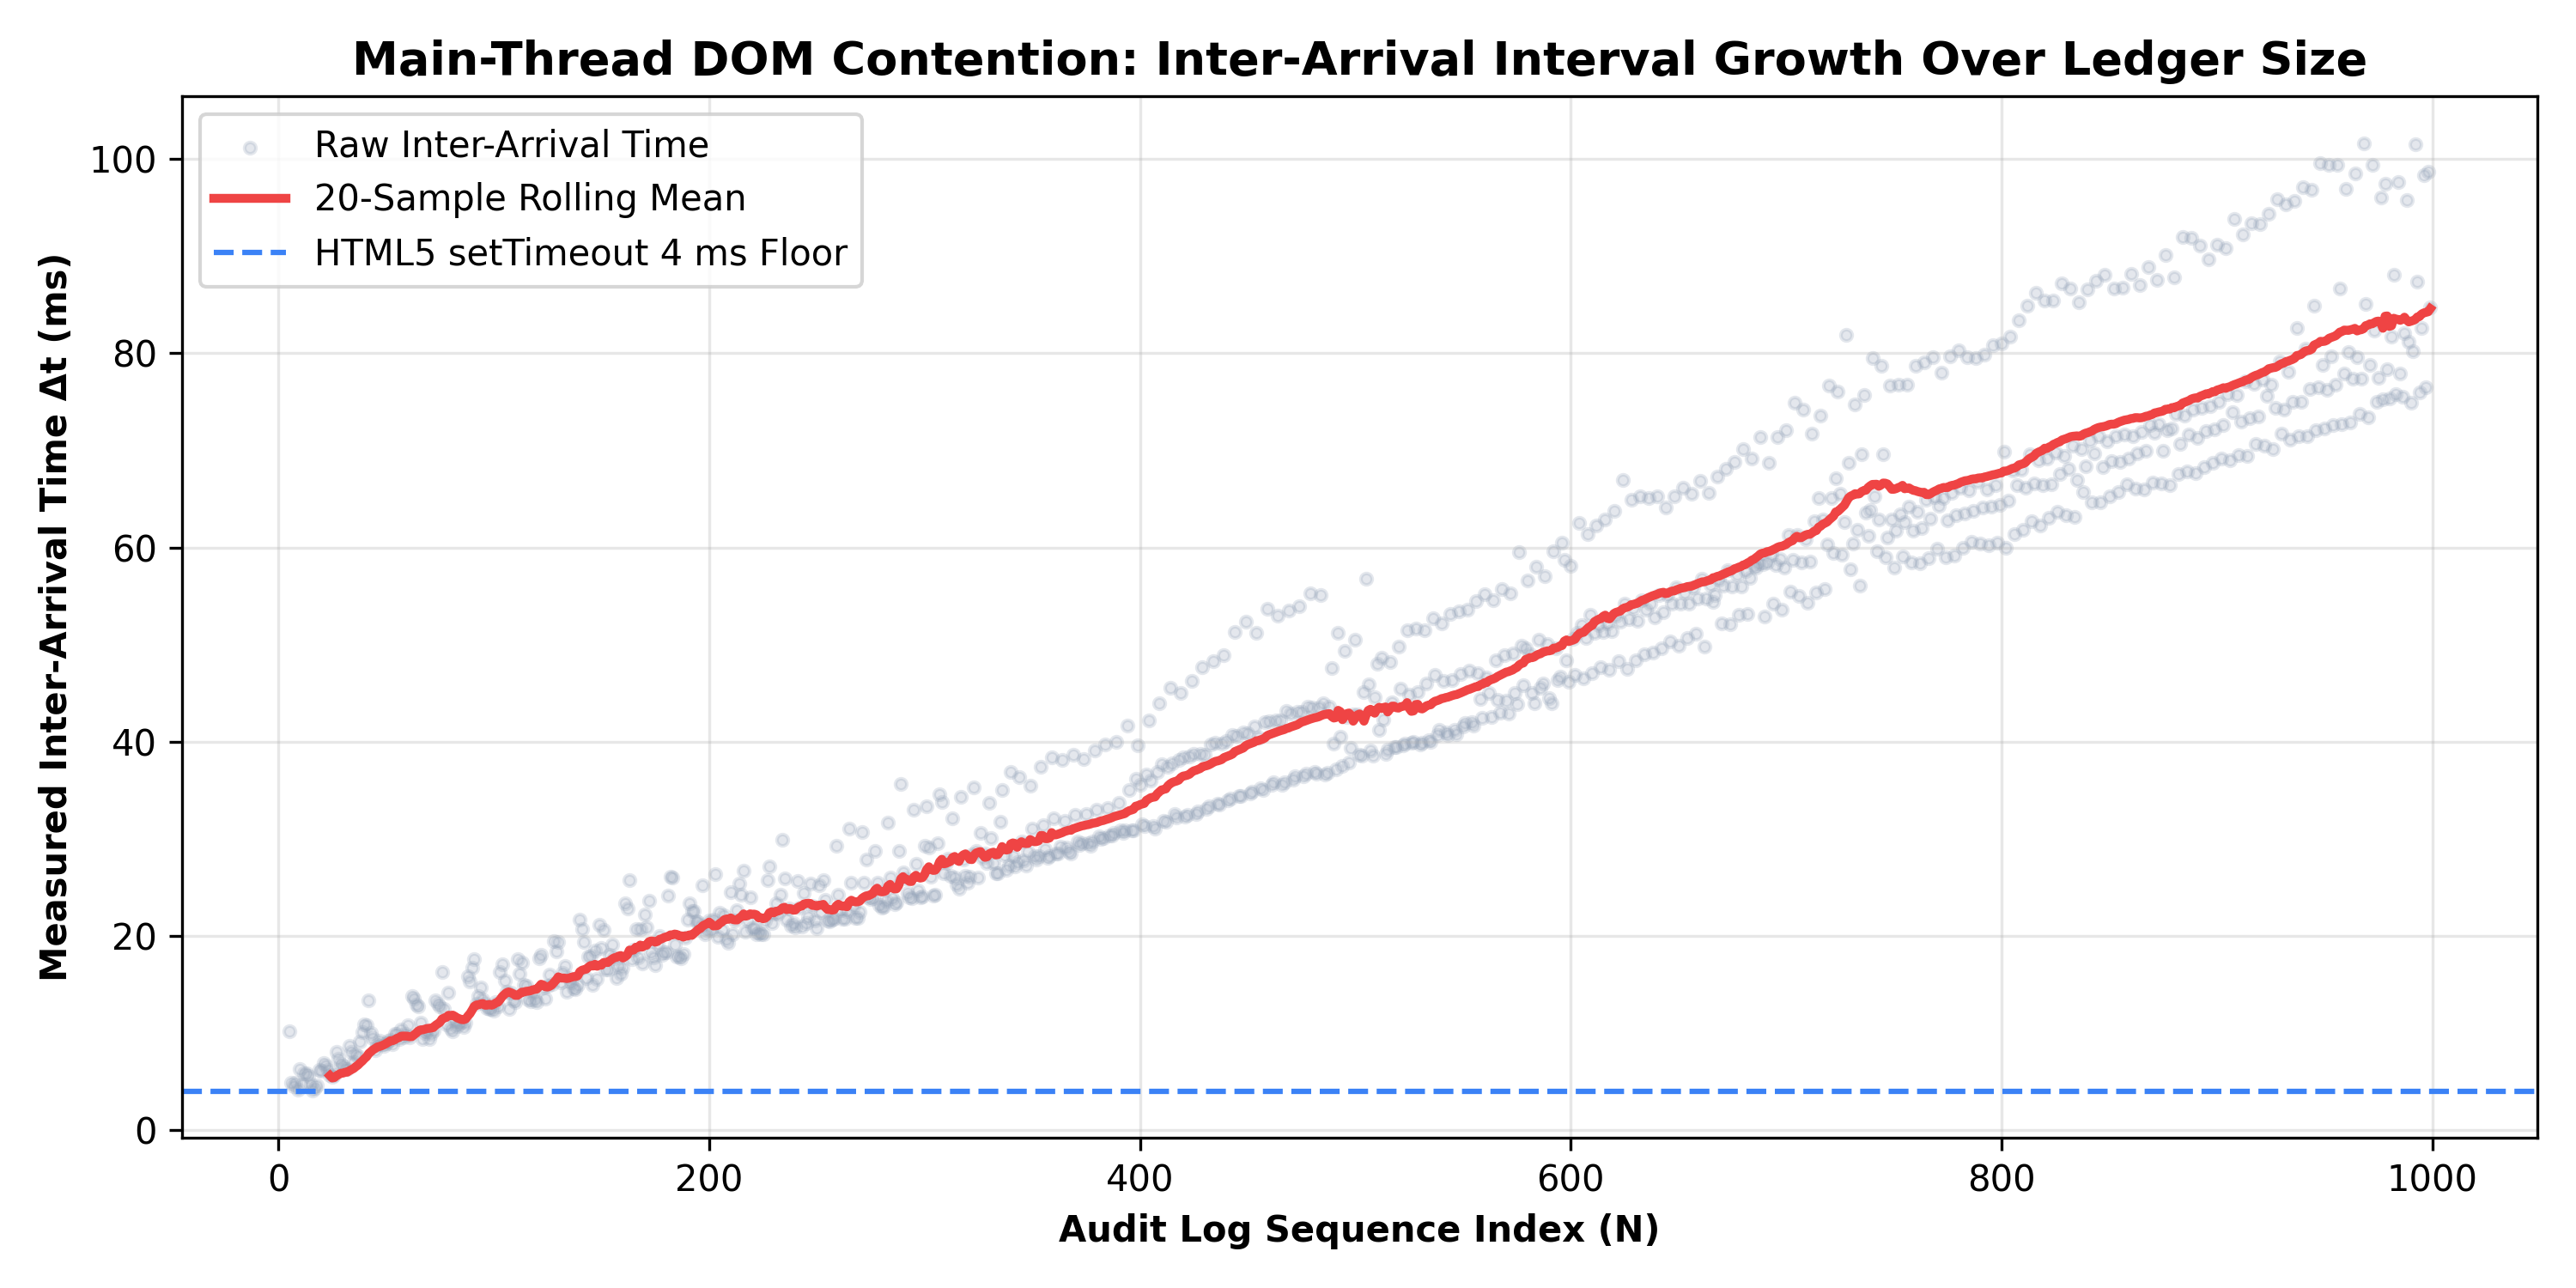 Main-Thread DOM Contention: Inter-Arrival Interval Growth Over Ledger Size
Raw Inter-Arrival Time
20-Sample Rolling Mean
HTML5 setTimeout 4 ms Floor
Measured Inter-Arrival Time Δt (ms)
100
80
60
40
20
0
0 200 400 600 800 1000
Audit Log Sequence Index (N)